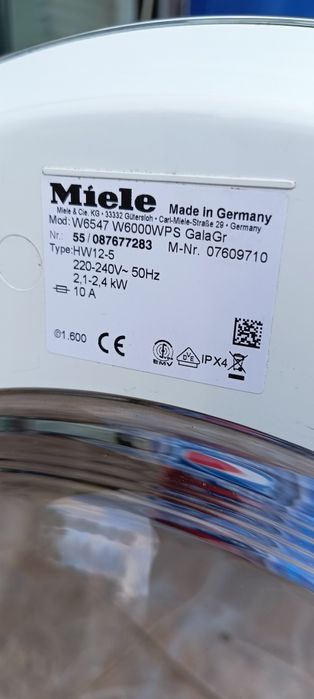 Miele Made in Germany
Miele & Cie. KG • 33332 Gütersloh • Carl-Miele-Straße 29 • Germany
Mod: W6547 W6000WPS GalaGr
Nr.: 55 / 087677283 M-Nr. 07609710
Type: HW12-5
220-240V~ 50Hz
2,1-2,4 kW
10 A
1.600 CE DVE EMV IPX4